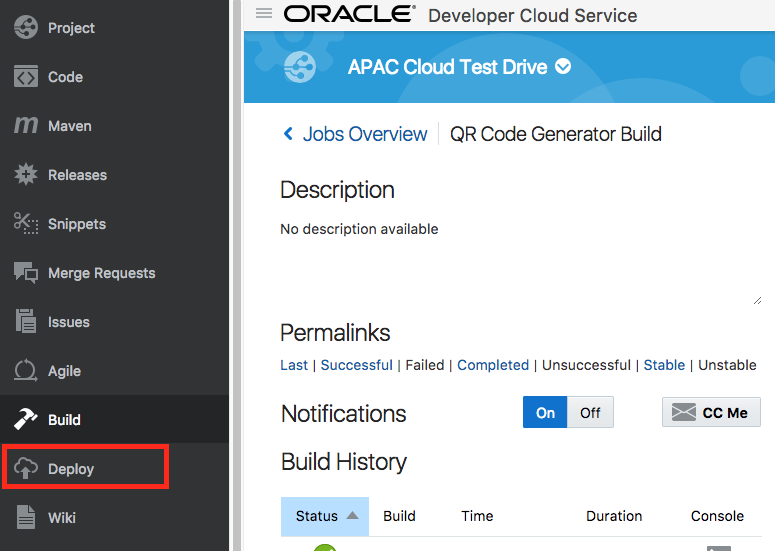 Project
Code
Maven
Releases
Snippets
Merge Requests
Issues
Agile
Build
Deploy
Wiki
ORACLE® Developer Cloud Service
APAC Cloud Test Drive
Jobs Overview | QR Code Generator Build
Description
No description available
Permalinks
Last | Successful | Failed | Completed | Unsuccessful | Stable | Unstable
Notifications On Off CC Me
Build History
Status Build Time Duration Console